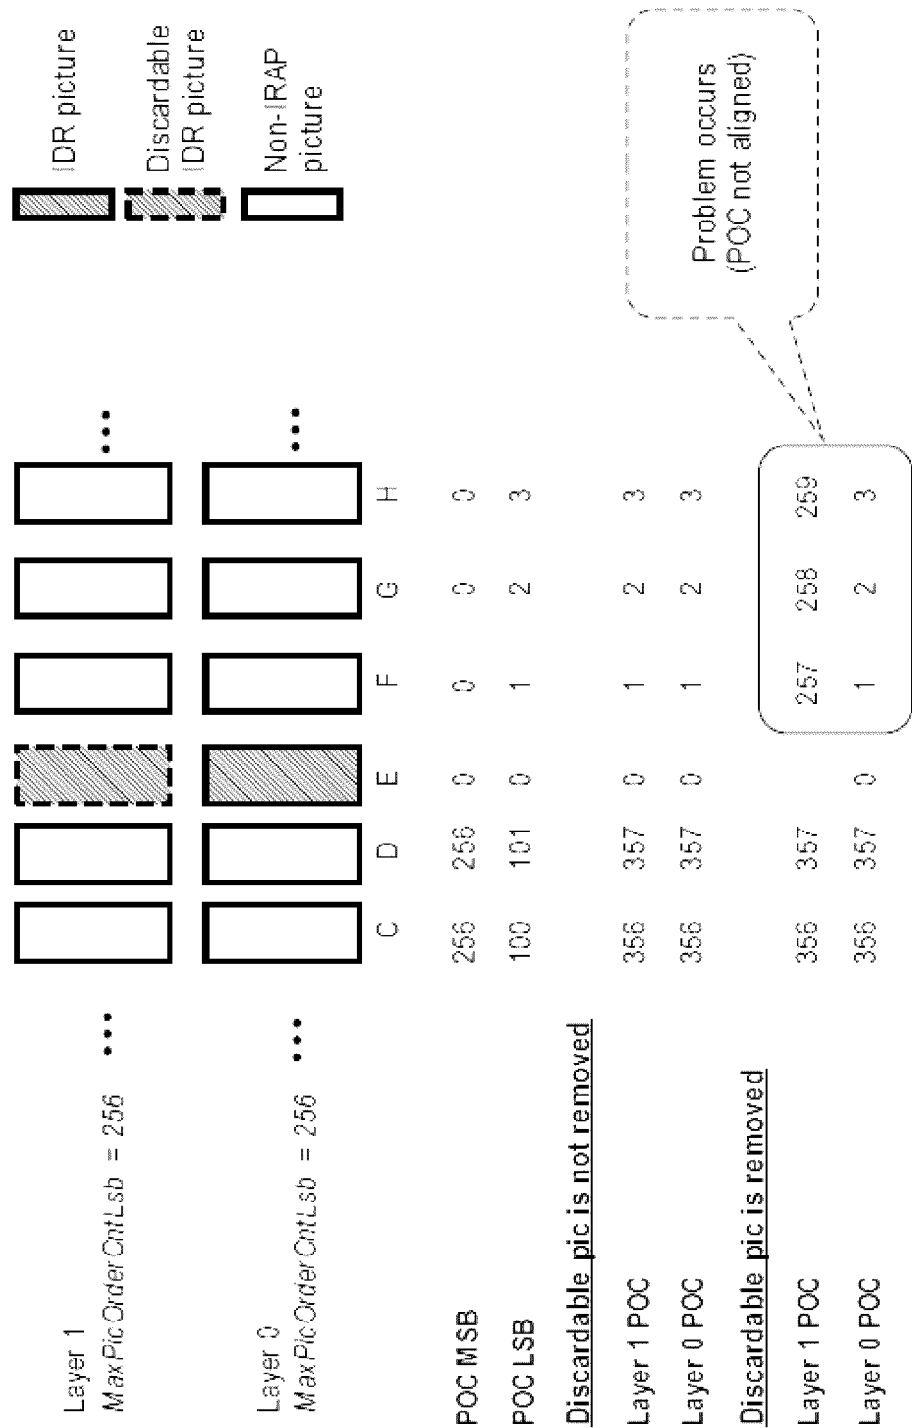 IDR picture
Discardable
IDR picture
Non-IRAP
picture
Layer 1
MaxPicOrderCntLsb = 256
•••
•••
Layer 0
MaxPicOrderCntLsb = 256
•••
•••
C D E F G H
POC MSB 256 256 0 0 0 0
POC LSB 100 101 0 1 2 3
Discardable pic is not removed
Layer 1 POC 356 357 0 1 2 3
Layer 0 POC 356 357 0 1 2 3
Discardable pic is removed
Layer 1 POC 356 357 257 258 259
Layer 0 POC 356 357 0 1 2 3
Problem occurs
(POC not aligned)